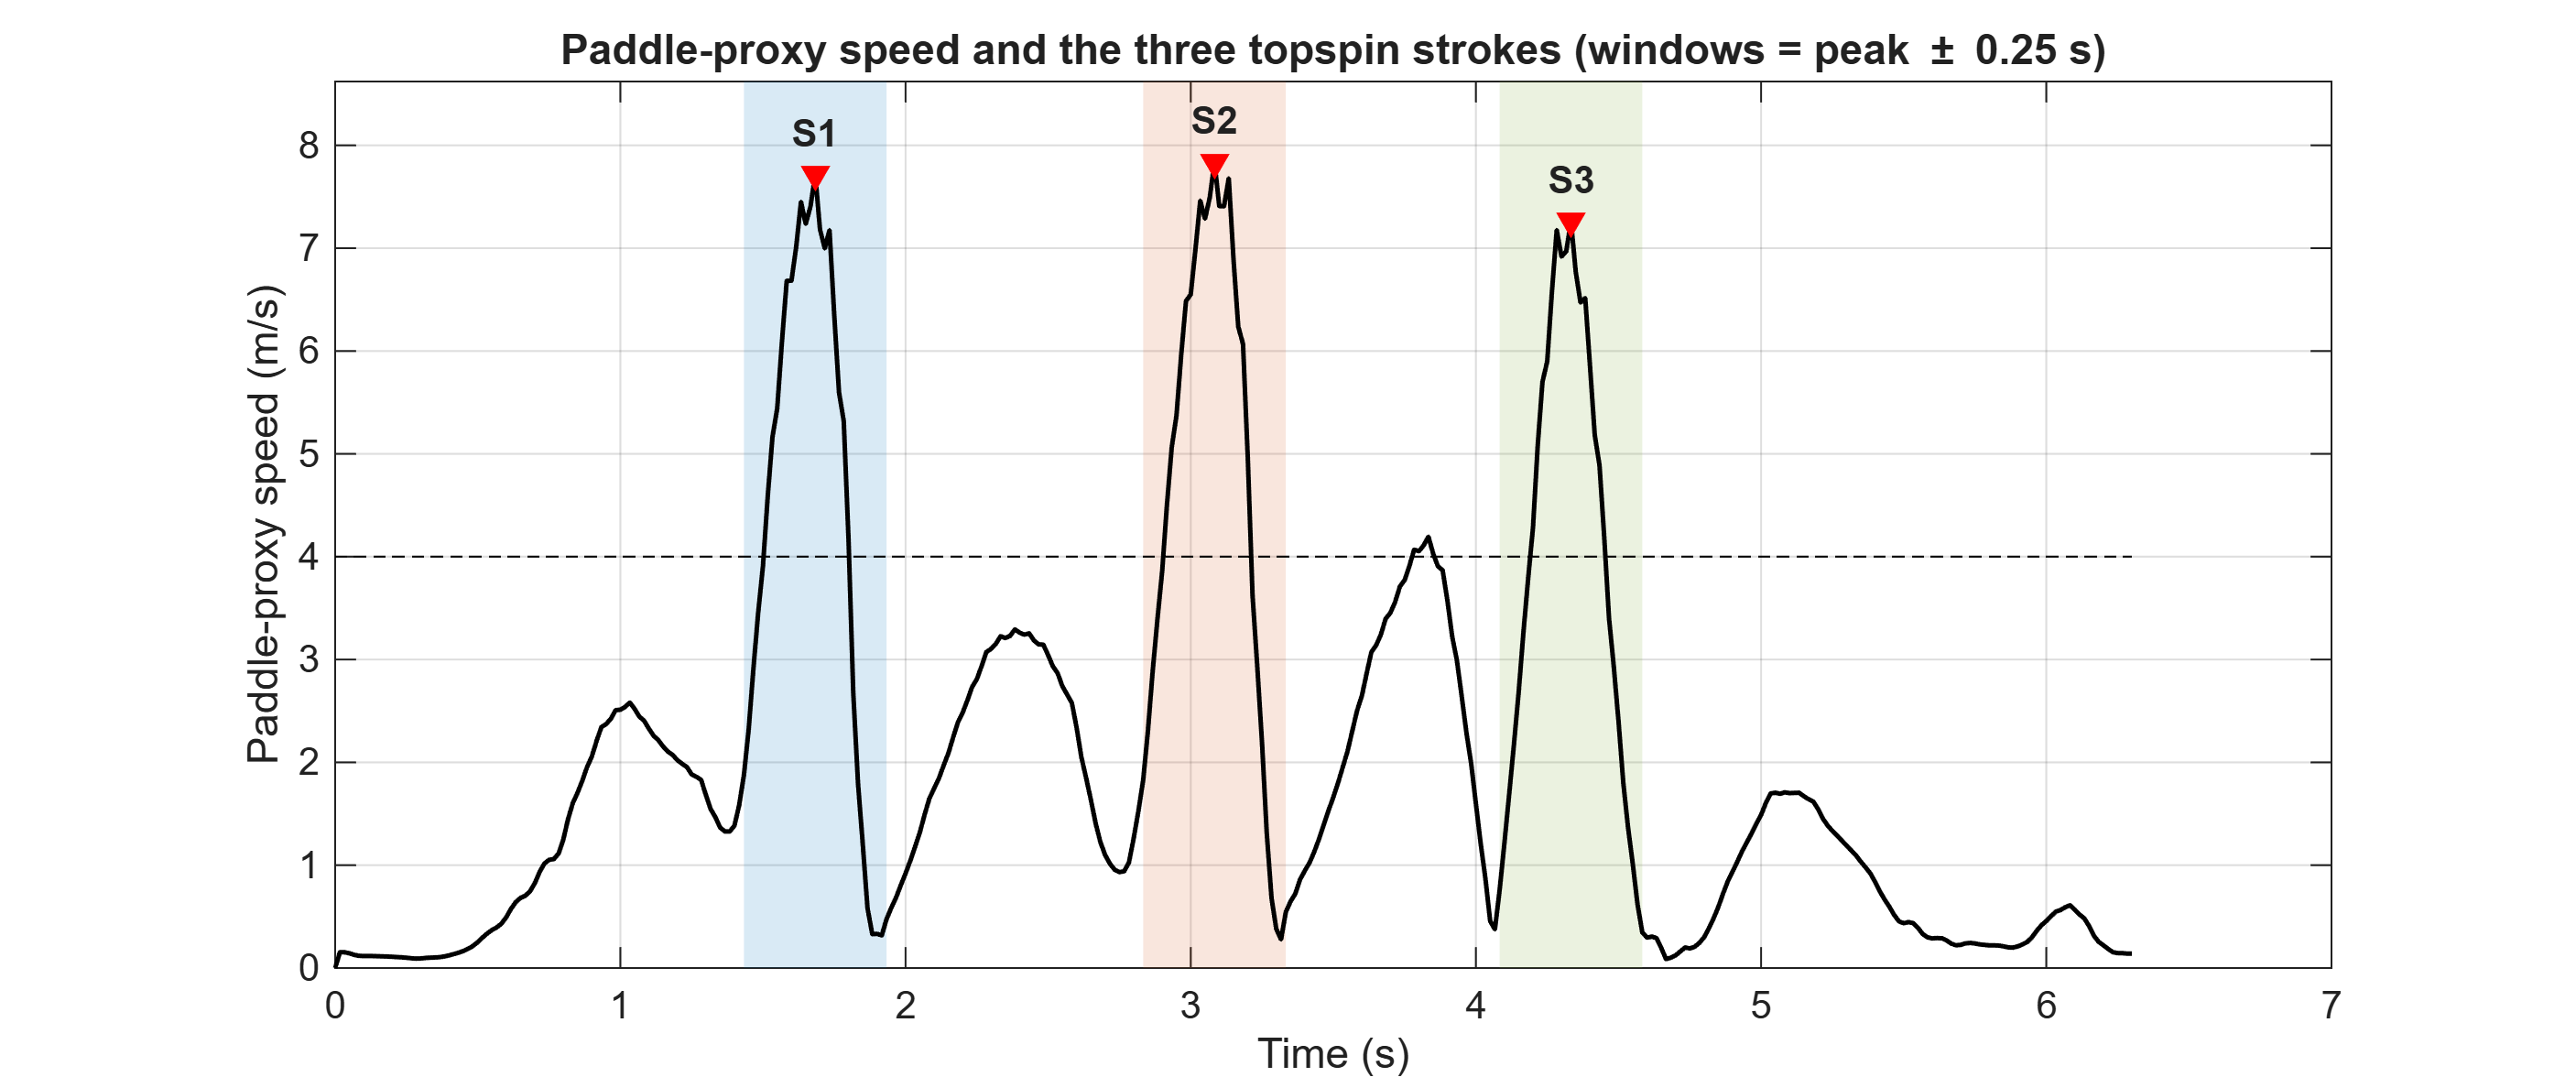 Paddle-proxy speed and the three topspin strokes (windows = peak ± 0.25 s)
S1
S2
S3
8
7
6
5
4
3
2
1
0
Paddle-proxy speed (m/s)
0 1 2 3 4 5 6 7
Time (s)